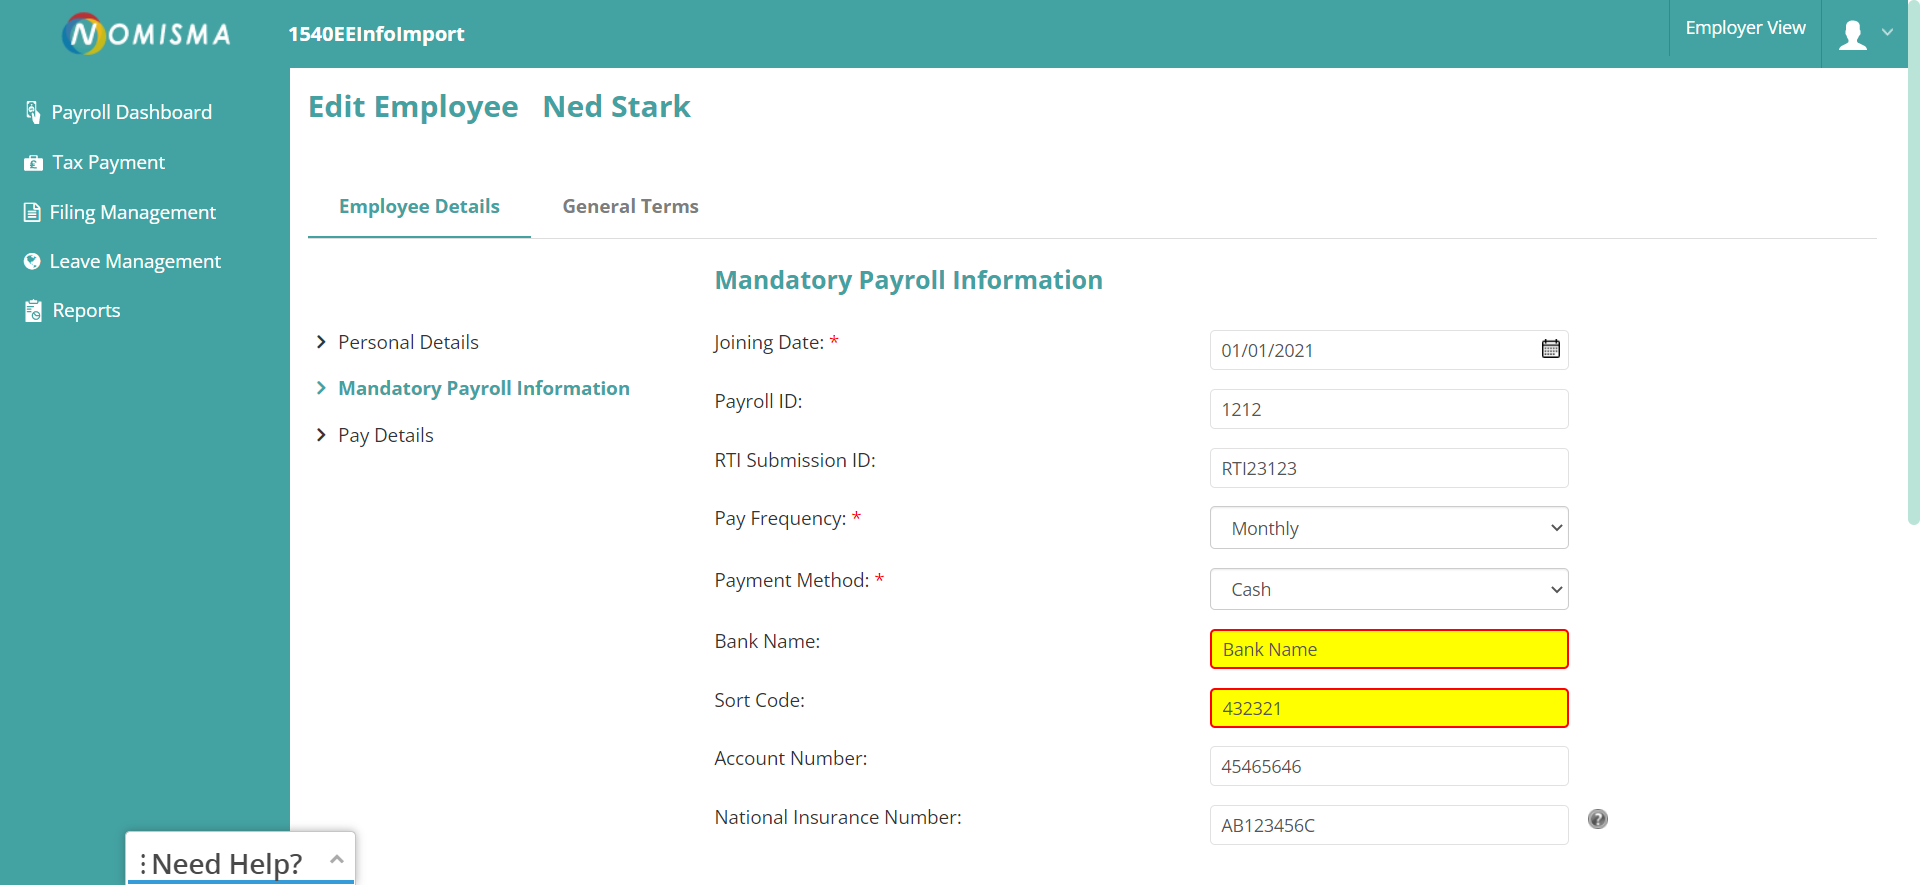 NOMISMA
1540EEInfoImport
Employer View
Payroll Dashboard
Tax Payment
Filing Management
Leave Management
Reports
Edit Employee Ned Stark
Employee Details
General Terms
Personal Details
Mandatory Payroll Information
Pay Details
Mandatory Payroll Information
Joining Date: * 01/01/2021
Payroll ID: 1212
RTI Submission ID: RTI23123
Pay Frequency: * Monthly
Payment Method: * Cash
Bank Name: Bank Name
Sort Code: 432321
Account Number: 45465646
National Insurance Number: AB123456C ?
Need Help?